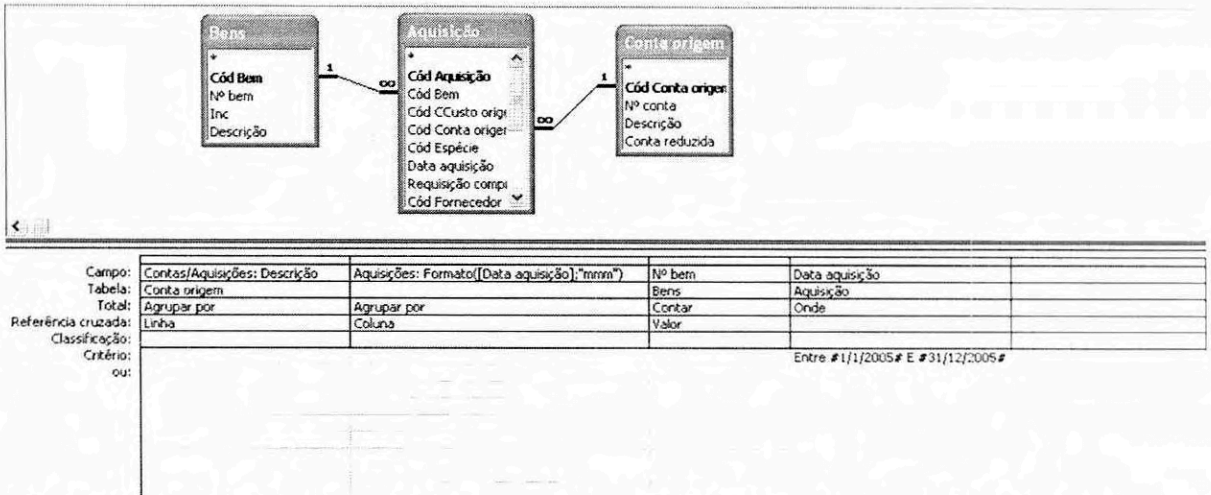 Bens
*
Cód Bem
Nº bem
Inc
Descrição
1
∞
Aquisição
*
Cód Aquisição
Cód Bem
Cód CCusto orige
Cód Conta origer
Cód Espécie
Data aquisição
Requisição compr
Cód Fornecedor
∞
1
Conta origem
*
Cód Conta origem
Nº conta
Descrição
Conta reduzida
Campo: Contas/Aquisições: Descrição Aquisições: Formato([Data aquisição];"mmm") Nº bem Data aquisição
Tabela: Conta origem Bens Aquisição
Total: Agrupar por Agrupar por Contar Onde
Referência cruzada: Linha Coluna Valor
Classificação:
Critério: Entre #1/1/2005# E #31/12/2005#
ou: